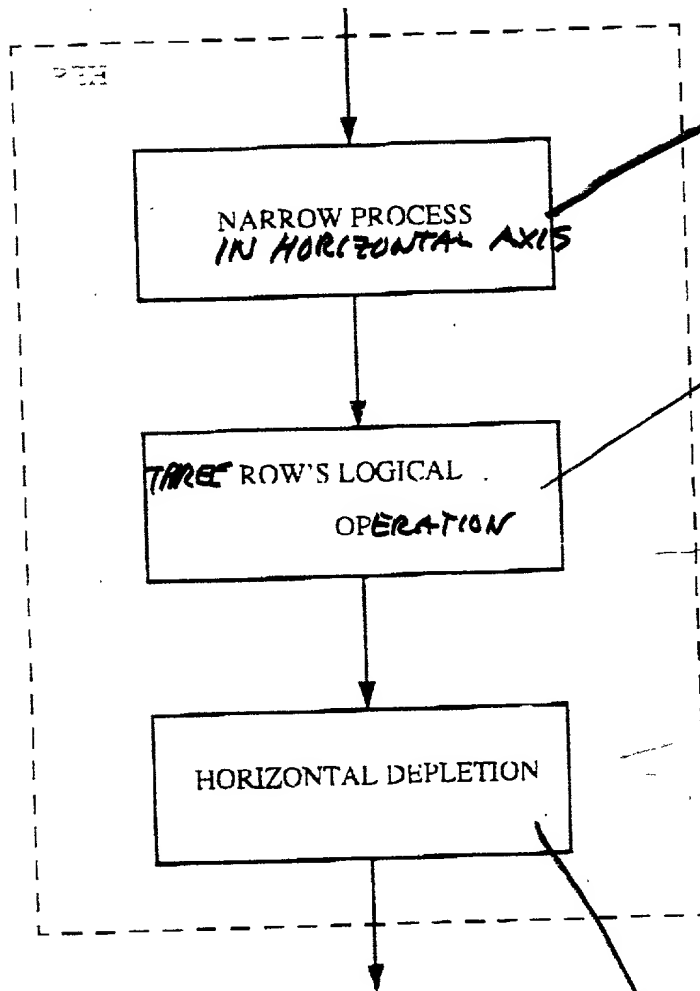 NARROW PROCESS
IN HORIZONTAL AXIS
THREE ROW'S LOGICAL
OPERATION
HORIZONTAL DEPLETION